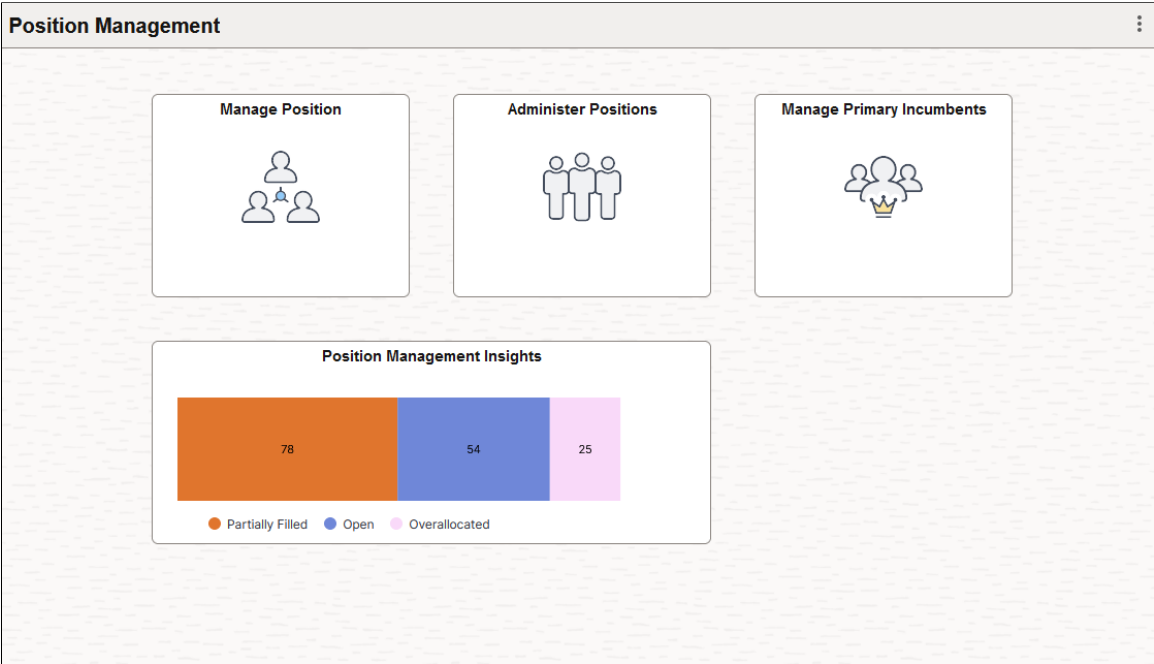 Position Management
Manage Position
Administer Positions
Manage Primary Incumbents
Position Management Insights
78
54
25
Partially Filled
Open
Overallocated